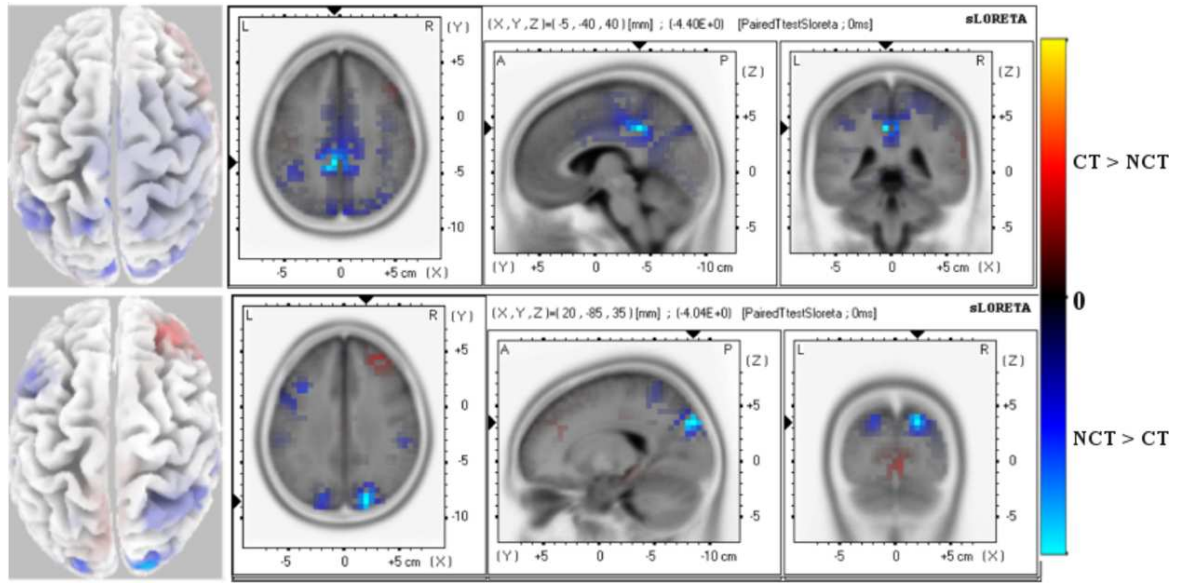 (X,Y,Z)=(-5,-40,40)[mm] ; (-4.40E+0) [PairedTtestSloreta ; 0ms] sLORETA
L R (Y)
+5
0
-5
-10
-5 0 +5 cm (X)
A P (Z)
+5
0
-5
(Y) +5 0 -5 -10 cm
L R (Z)
+5
0
-5
-5 0 +5 cm (X)
(X,Y,Z)=(20,-85,35)[mm] ; (-4.04E+0) [PairedTtestSloreta ; 0ms] sLORETA
L R (Y)
+5
0
-5
-10
-5 0 +5 cm (X)
A P (Z)
+5
0
-5
(Y) +5 0 -5 -10 cm
L R (Z)
+5
0
-5
-5 0 +5 cm (X)
CT > NCT
0
NCT > CT